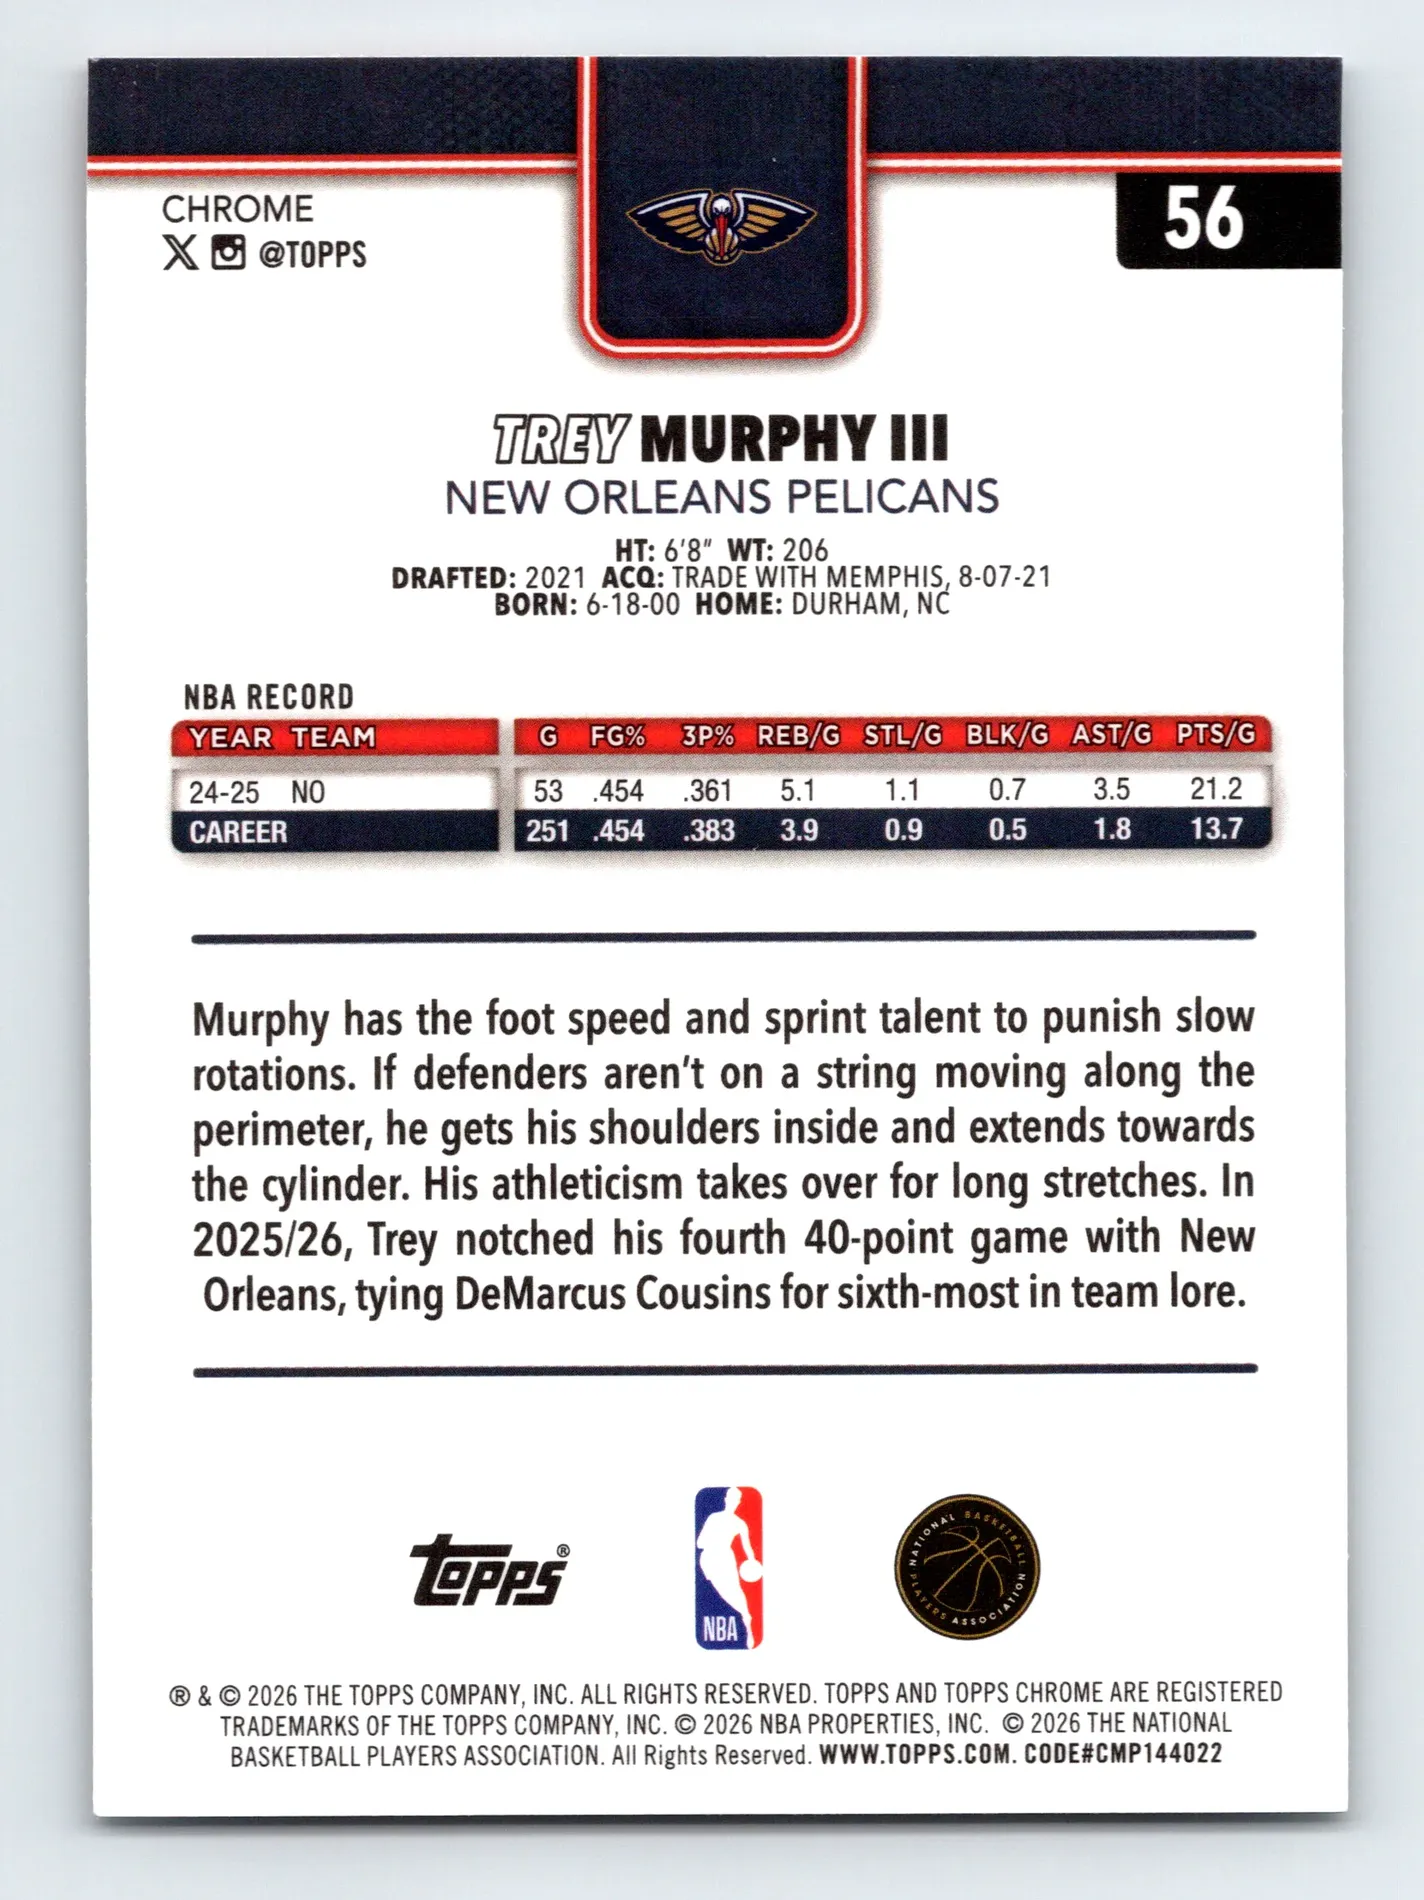 CHROME
@TOPPS
56
TREY MURPHY III
NEW ORLEANS PELICANS
HT: 6'8" WT: 206
DRAFTED: 2021 ACQ: TRADE WITH MEMPHIS, 8-07-21
BORN: 6-18-00 HOME: DURHAM, NC
NBA RECORD
YEAR TEAM G FG% 3P% REB/G STL/G BLK/G AST/G PTS/G
24-25 NO 53 .454 .361 5.1 1.1 0.7 3.5 21.2
CAREER 251 .454 .383 3.9 0.9 0.5 1.8 13.7
Murphy has the foot speed and sprint talent to punish slow
rotations. If defenders aren't on a string moving along the
perimeter, he gets his shoulders inside and extends towards
the cylinder. His athleticism takes over for long stretches. In
2025/26, Trey notched his fourth 40-point game with New
Orleans, tying DeMarcus Cousins for sixth-most in team lore.
TOPPS®
NBA
NATIONAL BASKETBALL PLAYERS ASSOCIATION
® & © 2026 THE TOPPS COMPANY, INC. ALL RIGHTS RESERVED. TOPPS AND TOPPS CHROME ARE REGISTERED
TRADEMARKS OF THE TOPPS COMPANY, INC. © 2026 NBA PROPERTIES, INC. © 2026 THE NATIONAL
BASKETBALL PLAYERS ASSOCIATION. All Rights Reserved. WWW.TOPPS.COM. CODE#CMP144022